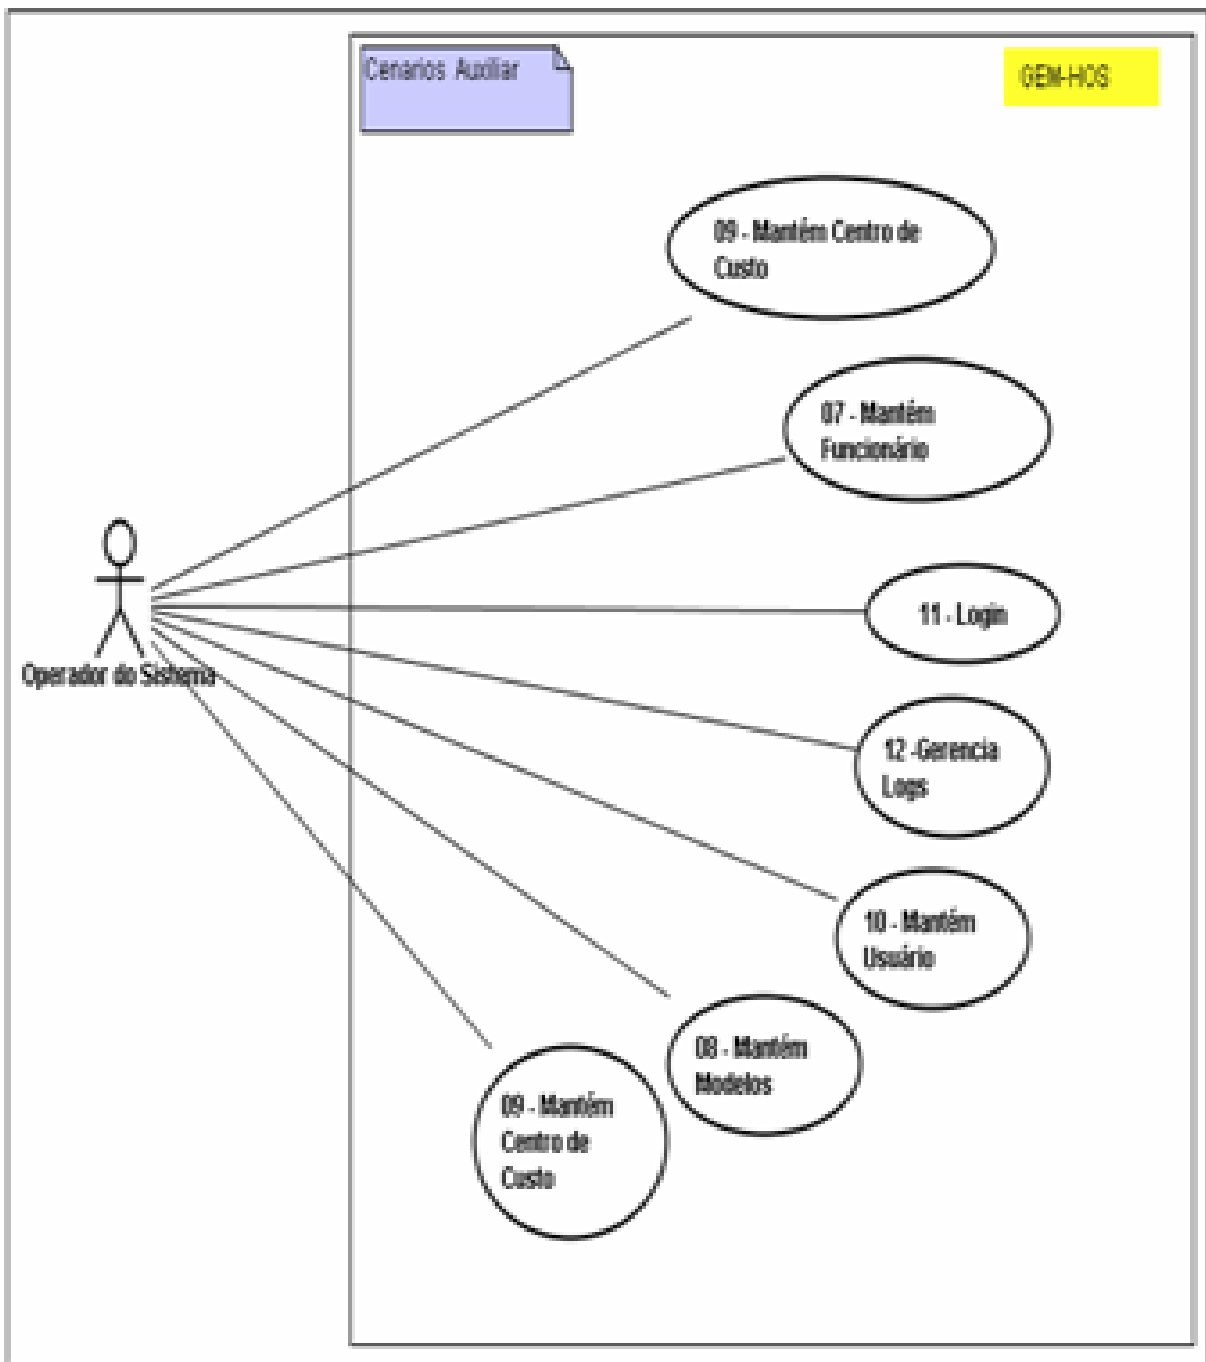 Cenarios Auxiliar
GEM-HOS
09 - Mantém Centro de
Custo
07 - Mantém
Funcionário
11 - Login
Operador do Sistema
12 -Gerencia
Logs
10 - Mantém
Usuário
08 - Mantém
Modelos
09 - Mantém
Centro de
Custo